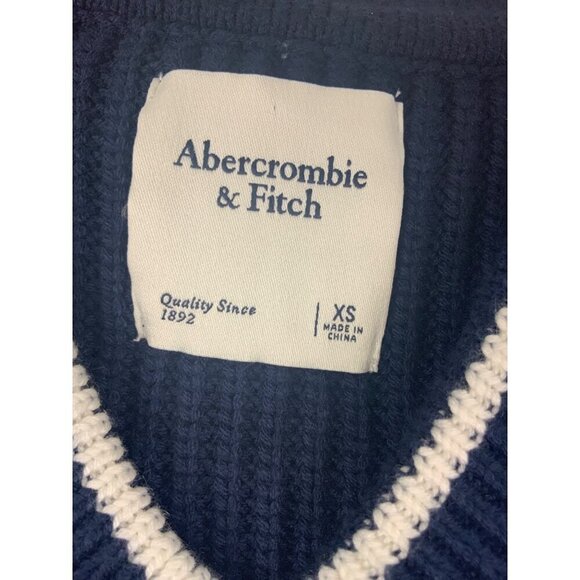 Abercrombie
& Fitch
Quality Since
1892
XS
MADE IN
CHINA